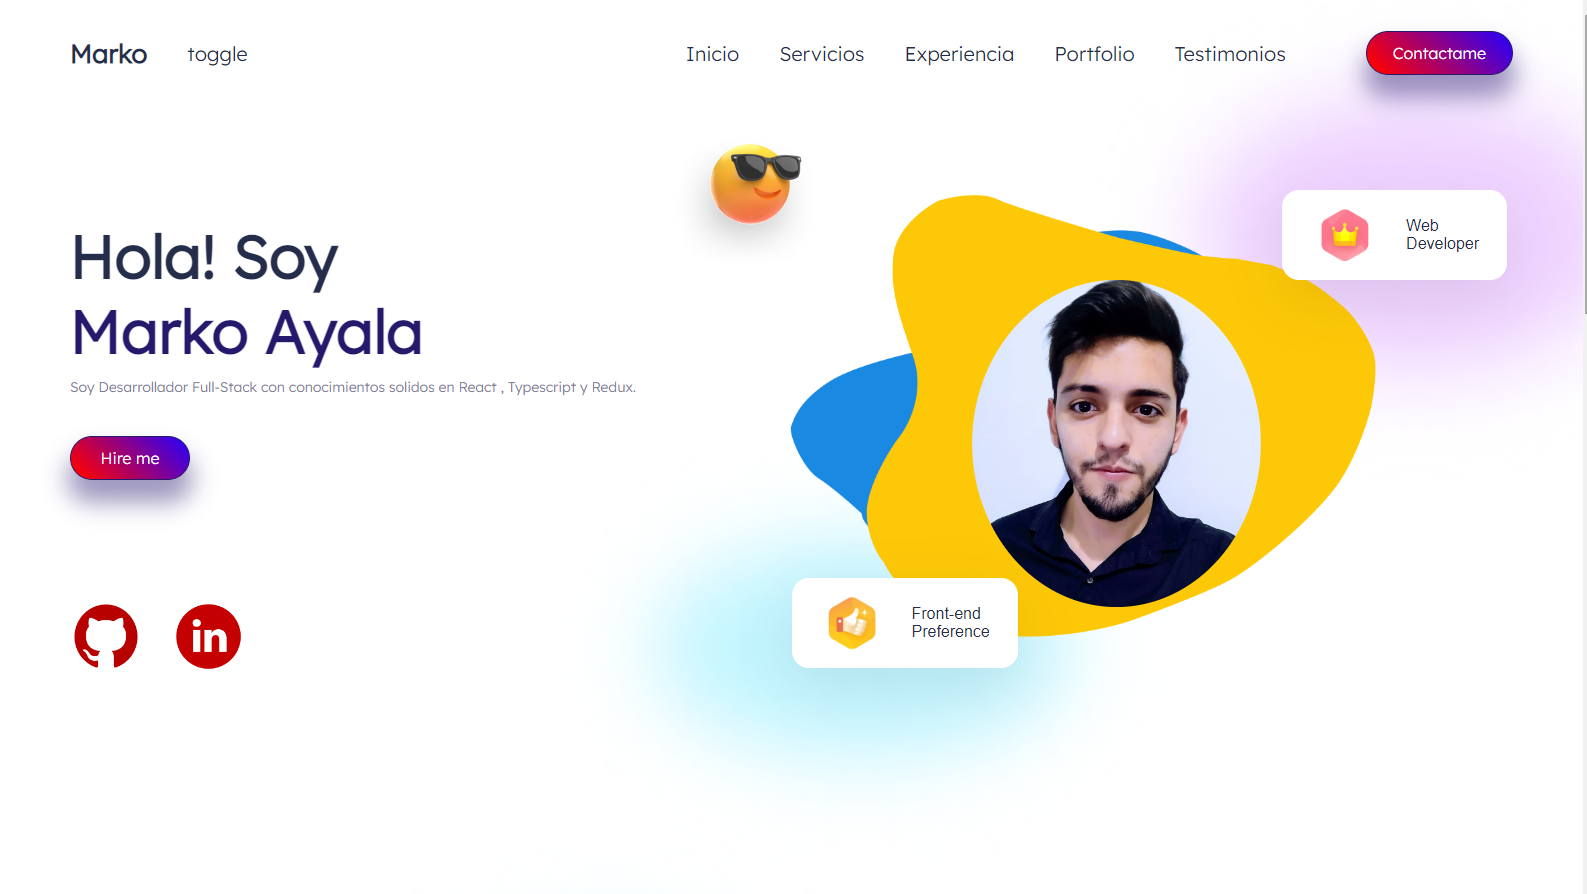 Marko
toggle
Inicio
Servicios
Experiencia
Portfolio
Testimonios
Contactame
Hola! Soy
Marko Ayala
Soy Desarrollador Full-Stack con conocimientos solidos en React , Typescript y Redux.
Hire me
Web
Developer
Front-end
Preference
in